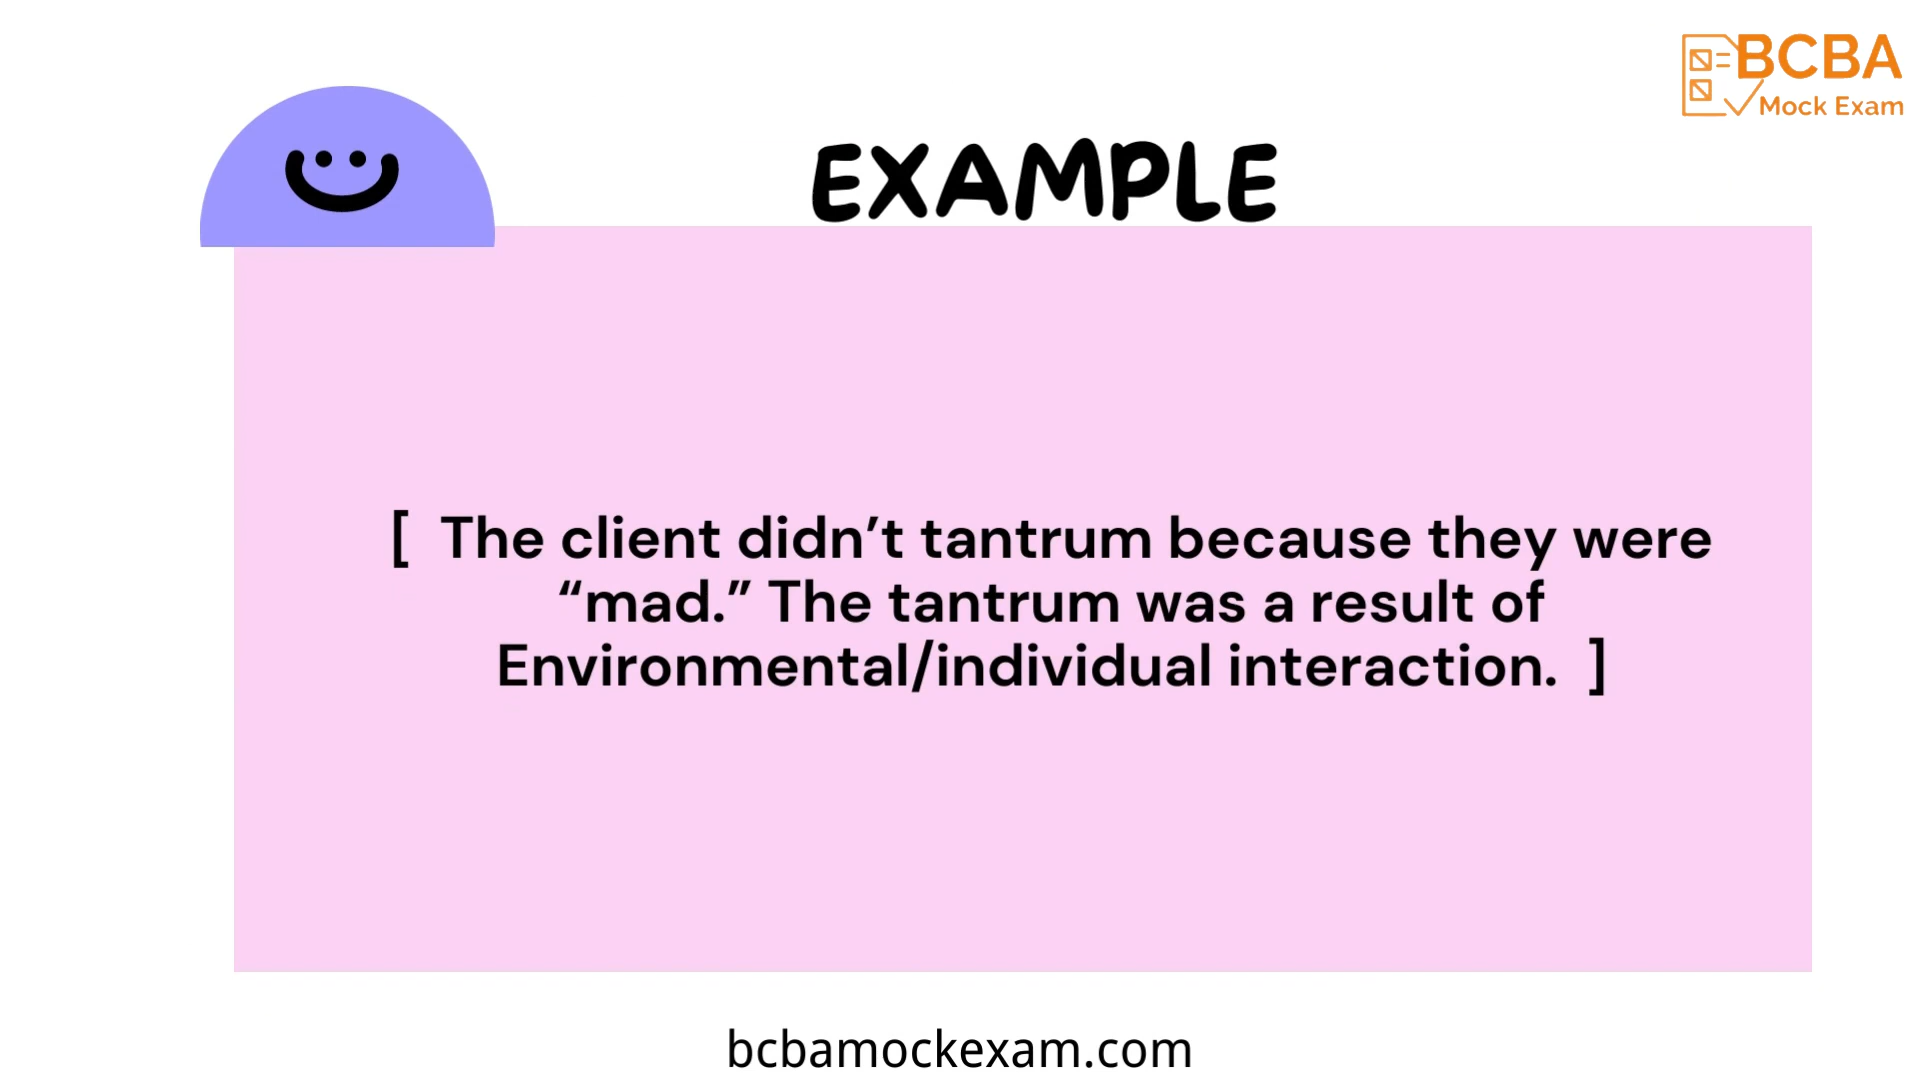 BCBA
Mock Exam
EXAMPLE
[ The client didn’t tantrum because they were
“mad.” The tantrum was a result of
Environmental/individual interaction. ]
bcbamockexam.com